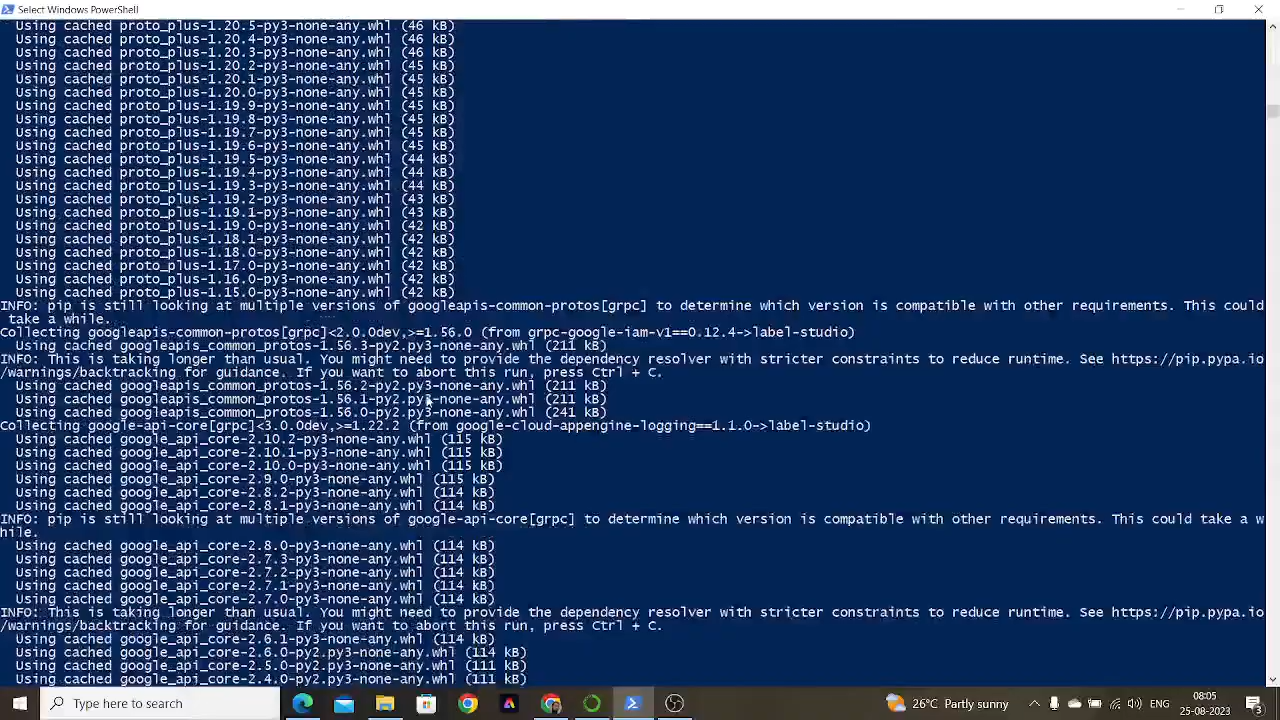 Select Windows PowerShell
Using cached proto_plus-1.20.5-py3-none-any.whl (46 kB)
Using cached proto_plus-1.20.4-py3-none-any.whl (46 kB)
Using cached proto_plus-1.20.3-py3-none-any.whl (46 kB)
Using cached proto_plus-1.20.2-py3-none-any.whl (45 kB)
Using cached proto_plus-1.20.1-py3-none-any.whl (45 kB)
Using cached proto_plus-1.20.0-py3-none-any.whl (45 kB)
Using cached proto_plus-1.19.9-py3-none-any.whl (45 kB)
Using cached proto_plus-1.19.8-py3-none-any.whl (45 kB)
Using cached proto_plus-1.19.7-py3-none-any.whl (45 kB)
Using cached proto_plus-1.19.6-py3-none-any.whl (45 kB)
Using cached proto_plus-1.19.5-py3-none-any.whl (44 kB)
Using cached proto_plus-1.19.4-py3-none-any.whl (44 kB)
Using cached proto_plus-1.19.3-py3-none-any.whl (44 kB)
Using cached proto_plus-1.19.2-py3-none-any.whl (43 kB)
Using cached proto_plus-1.19.1-py3-none-any.whl (43 kB)
Using cached proto_plus-1.19.0-py3-none-any.whl (42 kB)
Using cached proto_plus-1.18.1-py3-none-any.whl (42 kB)
Using cached proto_plus-1.18.0-py3-none-any.whl (42 kB)
Using cached proto_plus-1.17.0-py3-none-any.whl (42 kB)
Using cached proto_plus-1.16.0-py3-none-any.whl (42 kB)
Using cached proto_plus-1.15.0-py3-none-any.whl (42 kB)
INFO: pip is still looking at multiple versions of googleapis-common-protos[grpc] to determine which version is compatible with other requirements. This could
take a while.
Collecting googleapis-common-protos[grpc]<2.0.0dev,>=1.56.0 (from grpc-google-iam-v1==0.12.4->label-studio)
Using cached googleapis_common_protos-1.56.3-py2.py3-none-any.whl (211 kB)
INFO: This is taking longer than usual. You might need to provide the dependency resolver with stricter constraints to reduce runtime. See https://pip.pypa.io
/warnings/backtracking for guidance. If you want to abort this run, press Ctrl + C.
Using cached googleapis_common_protos-1.56.2-py2.py3-none-any.whl (211 kB)
Using cached googleapis_common_protos-1.56.1-py2.py3-none-any.whl (211 kB)
Using cached googleapis_common_protos-1.56.0-py2.py3-none-any.whl (241 kB)
Collecting google-api-core[grpc]<3.0.0dev,>=1.22.2 (from google-cloud-appengine-logging==1.1.0->label-studio)
Using cached google_api_core-2.10.2-py3-none-any.whl (115 kB)
Using cached google_api_core-2.10.1-py3-none-any.whl (115 kB)
Using cached google_api_core-2.10.0-py3-none-any.whl (115 kB)
Using cached google_api_core-2.9.0-py3-none-any.whl (115 kB)
Using cached google_api_core-2.8.2-py3-none-any.whl (114 kB)
Using cached google_api_core-2.8.1-py3-none-any.whl (114 kB)
INFO: pip is still looking at multiple versions of google-api-core[grpc] to determine which version is compatible with other requirements. This could take a w
hile.
Using cached google_api_core-2.8.0-py3-none-any.whl (114 kB)
Using cached google_api_core-2.7.3-py3-none-any.whl (114 kB)
Using cached google_api_core-2.7.2-py3-none-any.whl (114 kB)
Using cached google_api_core-2.7.1-py3-none-any.whl (114 kB)
Using cached google_api_core-2.7.0-py3-none-any.whl (114 kB)
INFO: This is taking longer than usual. You might need to provide the dependency resolver with stricter constraints to reduce runtime. See https://pip.pypa.io
/warnings/backtracking for guidance. If you want to abort this run, press Ctrl + C.
Using cached google_api_core-2.6.1-py3-none-any.whl (114 kB)
Using cached google_api_core-2.6.0-py2.py3-none-any.whl (114 kB)
Using cached google_api_core-2.5.0-py2.py3-none-any.whl (111 kB)
Using cached google_api_core-2.4.0-py2.py3-none-any.whl (111 kB)
Type here to search
26°C Partly sunny
ENG
08:05
25-08-2023